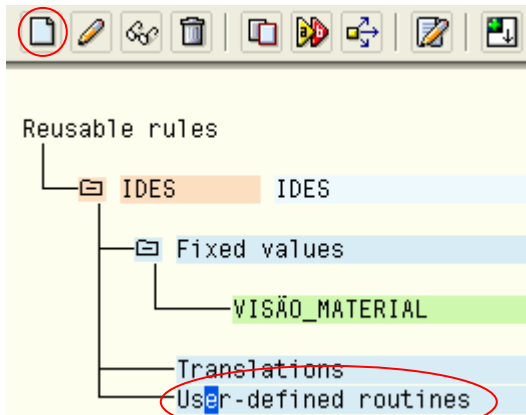 Reusable rules
IDES IDES
Fixed values
VISÃO_MATERIAL
Translations
User-defined routines